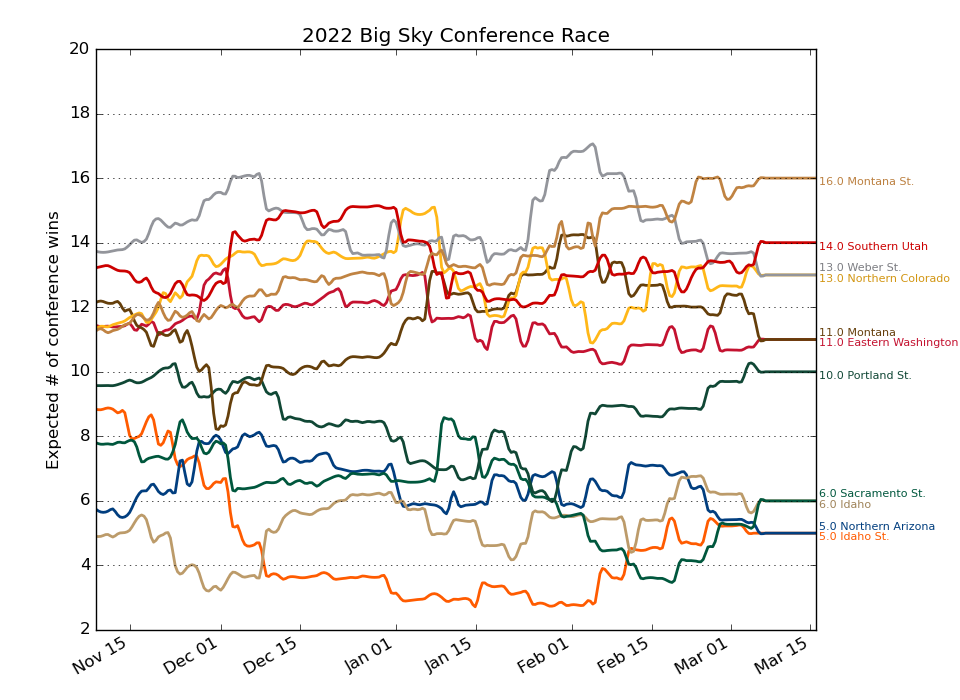 2022 Big Sky Conference Race
Expected # of conference wins
20
18
16
14
12
10
8
6
4
2
16.0 Montana St.
14.0 Southern Utah
13.0 Weber St.
13.0 Northern Colorado
11.0 Montana
11.0 Eastern Washington
10.0 Portland St.
6.0 Sacramento St.
6.0 Idaho
5.0 Northern Arizona
5.0 Idaho St.
Nov 15
Dec 01
Dec 15
Jan 01
Jan 15
Feb 01
Feb 15
Mar 01
Mar 15